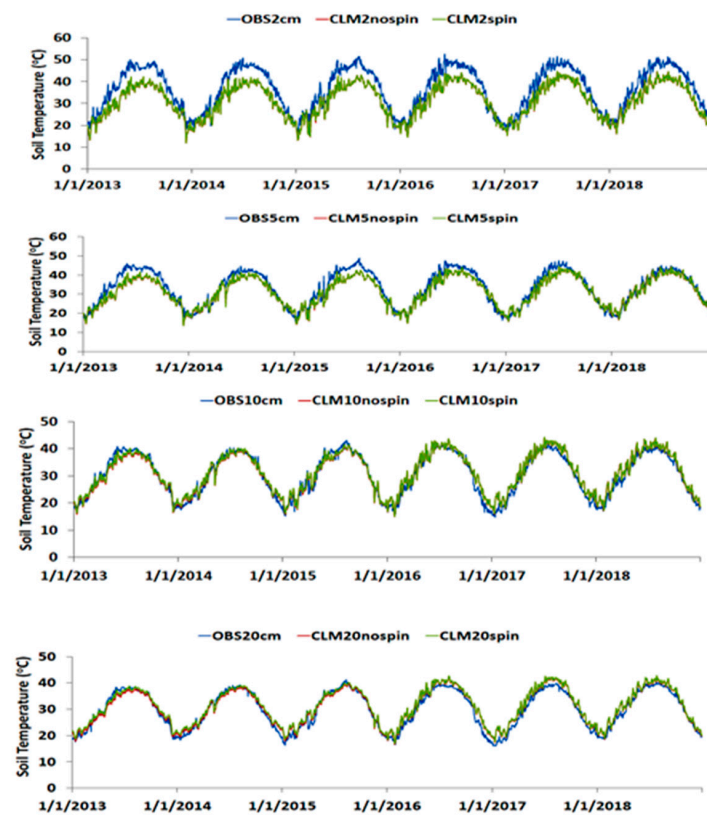 OBS2cm CLM2nospin CLM2spin
Soil Temperature (°C)
60
50
40
30
20
10
0
1/1/2013 1/1/2014 1/1/2015 1/1/2016 1/1/2017 1/1/2018
OBS5cm CLM5nospin CLM5spin
Soil Temperature (°C)
60
50
40
30
20
10
0
1/1/2013 1/1/2014 1/1/2015 1/1/2016 1/1/2017 1/1/2018
OBS10cm CLM10nospin CLM10spin
Soil Temperature (°C)
50
40
30
20
10
0
1/1/2013 1/1/2014 1/1/2015 1/1/2016 1/1/2017 1/1/2018
OBS20cm CLM20nospin CLM20spin
Soil Temperature (°C)
50
40
30
20
10
0
1/1/2013 1/1/2014 1/1/2015 1/1/2016 1/1/2017 1/1/2018